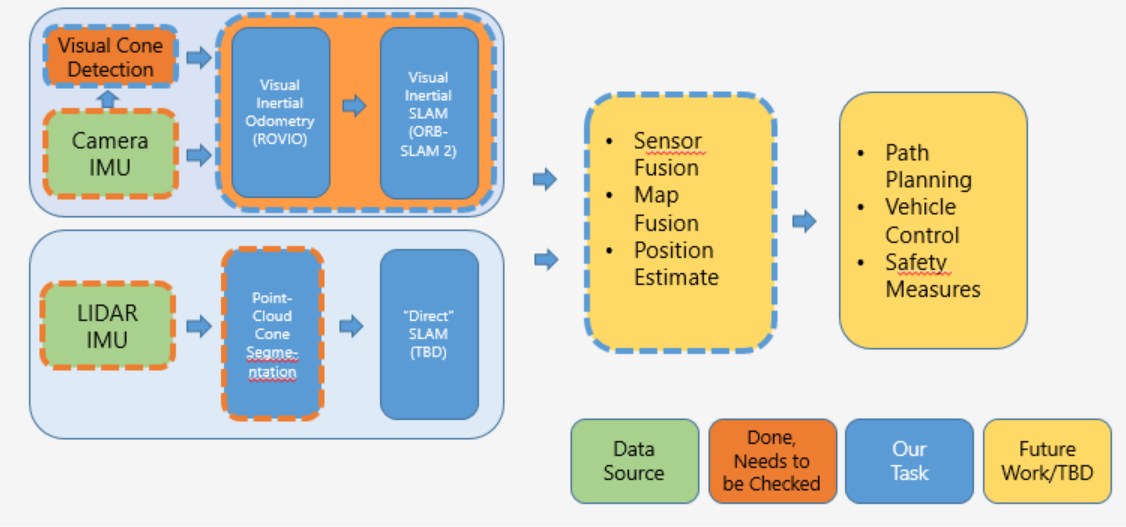 Visual Cone
Detection
Camera
IMU
Visual
Inertial
Odometry
(ROVIO)
Visual
Inertial
SLAM
(ORB-
SLAM 2)
LIDAR
IMU
Point-
Cloud
Cone
Segme-
ntation
"Direct"
SLAM
(TBD)
• Sensor
Fusion
• Map
Fusion
• Position
Estimate
• Path
Planning
• Vehicle
Control
• Safety
Measures
Data
Source
Done,
Needs to
be Checked
Our
Task
Future
Work/TBD